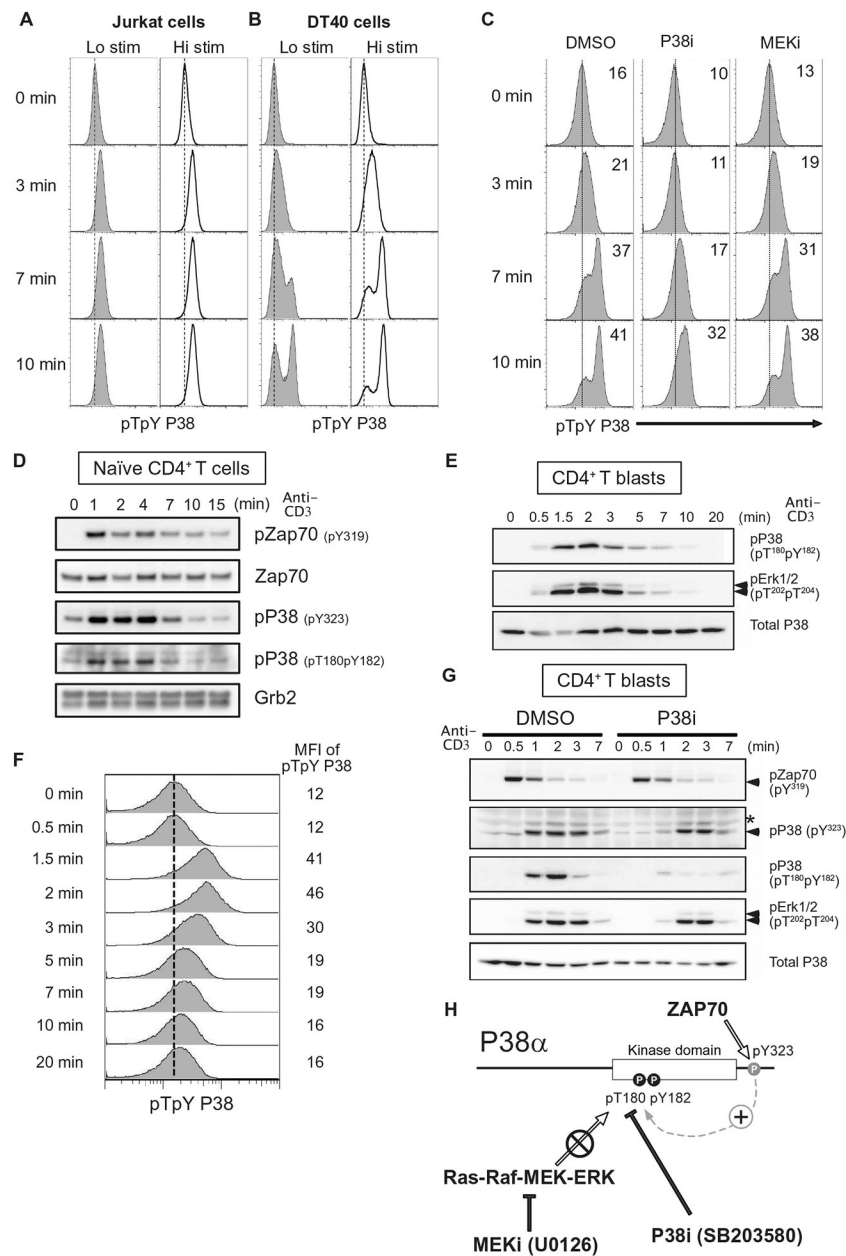 A Jurkat cells B DT40 cells
Lo stim Hi stim Lo stim Hi stim
0 min
3 min
7 min
10 min
pTpY P38 pTpY P38
C
DMSO P38i MEKi
0 min 16 10 13
3 min 21 11 19
7 min 37 17 31
10 min 41 32 38
pTpY P38
D
Naïve CD4⁺ T cells
0 1 2 4 7 10 15 (min) Anti-CD3
pZap70 (pY319)
Zap70
pP38 (pY323)
pP38 (pT180pY182)
Grb2
E
CD4⁺ T blasts
0 0.5 1.5 2 3 5 7 10 20 (min) Anti-CD3
pP38
(pT¹⁸⁰pY¹⁸²)
pErk1/2
(pT²⁰²pT²⁰⁴)
Total P38
F
MFI of
pTpY P38
0 min 12
0.5 min 12
1.5 min 41
2 min 46
3 min 30
5 min 19
7 min 19
10 min 16
20 min 16
pTpY P38
G
CD4⁺ T blasts
DMSO P38i
Anti-CD3 0 0.5 1 2 3 7 0 0.5 1 2 3 7 (min)
pZap70
(pY³¹⁹)
*
pP38 (pY³²³)
pP38
(pT¹⁸⁰pY¹⁸²)
pErk1/2
(pT²⁰²pT²⁰⁴)
Total P38
H
ZAP70
P38α
Kinase domain pY323
P P P
pT180 pY182
+
Ras-Raf-MEK-ERK
MEKi (U0126)
P38i (SB203580)